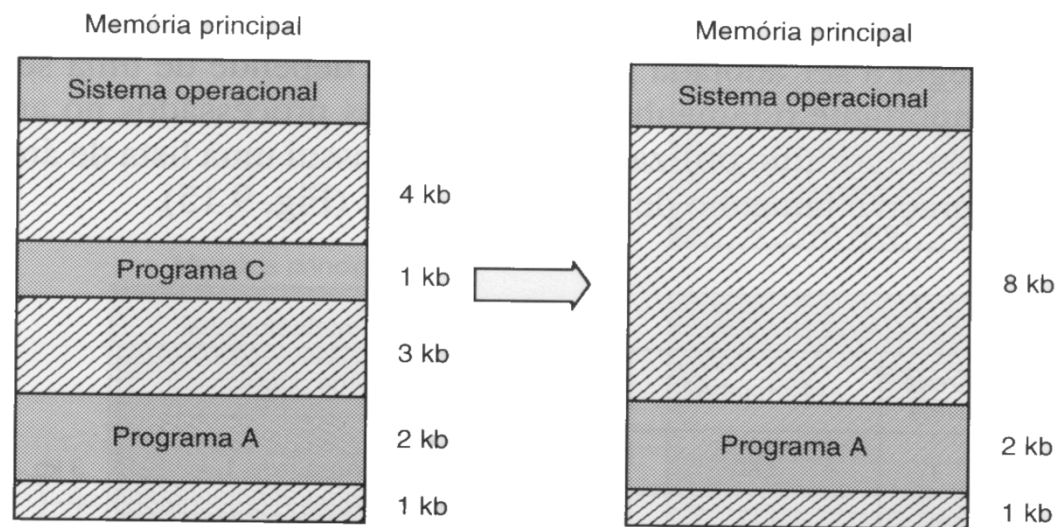 Memória principal
Sistema operacional
4 kb
Programa C
1 kb
3 kb
Programa A
2 kb
1 kb
Memória principal
Sistema operacional
8 kb
Programa A
2 kb
1 kb